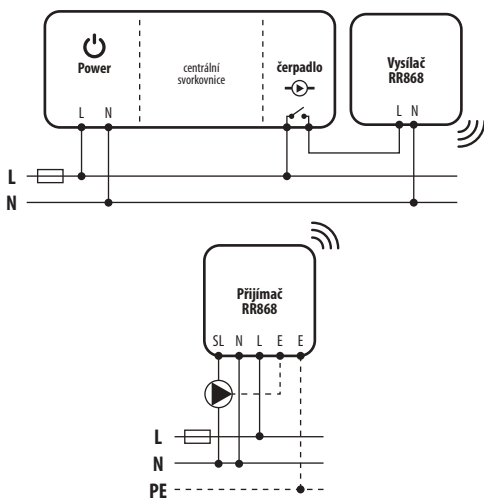 Power
centrální
svorkovnice
čerpadlo
Vysílač
RR868
L N
L N
L
N
Přijímač
RR868
SL N L E E
L
N
PE